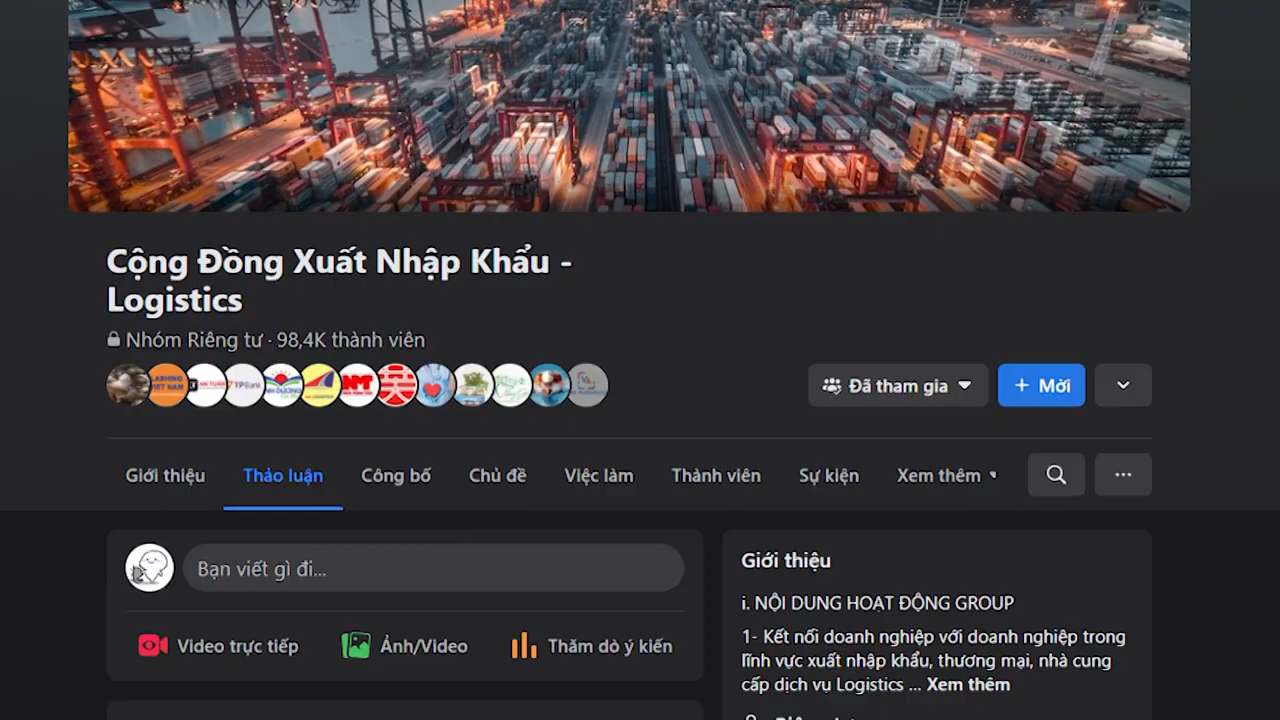 Cộng Đồng Xuất Nhập Khẩu -
Logistics
Nhóm Riêng tư · 98,4K thành viên
TPBank
NMT
Đã tham gia
+ Mới
Giới thiệu
Thảo luận
Công bố
Chủ đề
Việc làm
Thành viên
Sự kiện
Xem thêm
Bạn viết gì đi...
Video trực tiếp
Ảnh/Video
Thăm dò ý kiến
Giới thiệu
i. NỘI DUNG HOẠT ĐỘNG GROUP
1- Kết nối doanh nghiệp với doanh nghiệp trong
lĩnh vực xuất nhập khẩu, thương mại, nhà cung
cấp dịch vụ Logistics ... Xem thêm